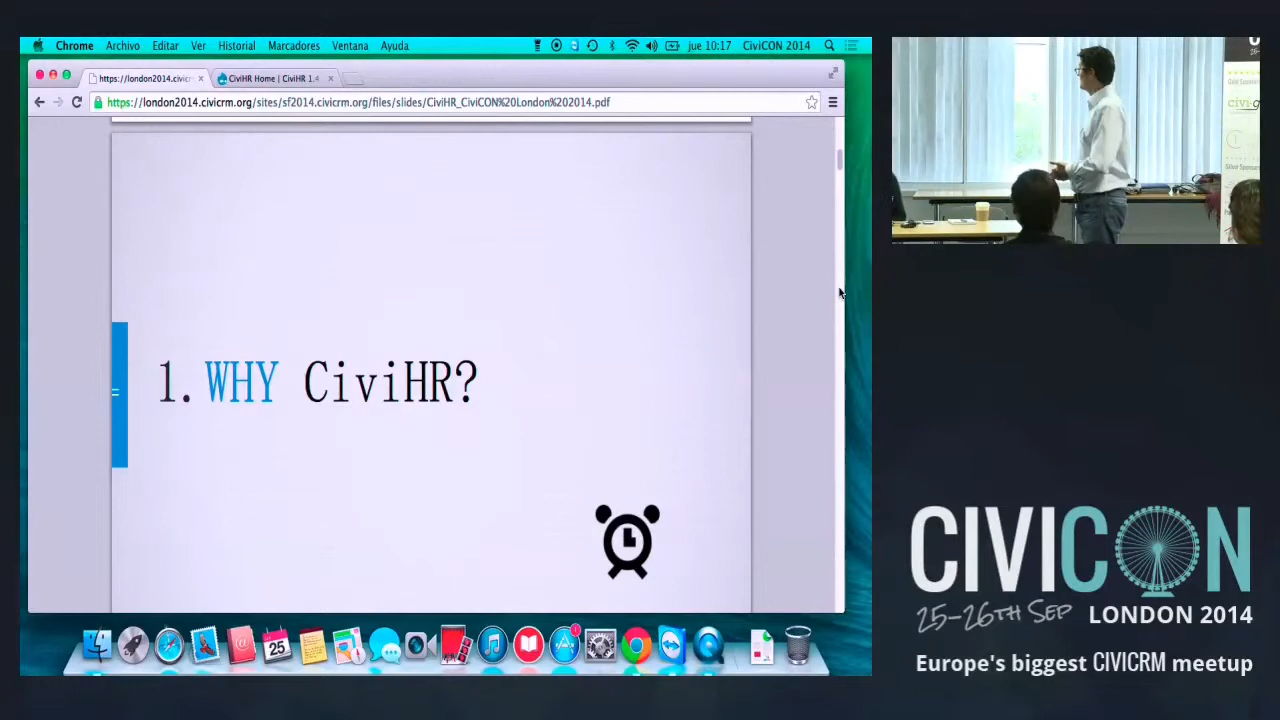 Chrome Archivo Editar Ver Historial Marcadores Ventana Ayuda jue 10:17 CiviCON 2014
https://london2014.civicr CiviHR Home | CiviHR 1.4
https://london2014.civicrm.org/sites/sf2014.civicrm.org/files/slides/CiviHR_CiviCON%20London%202014.pdf
1. WHY CiviHR?
25
CIVICON
25-26TH SEP LONDON 2014
Europe's biggest CIVICRM meetup